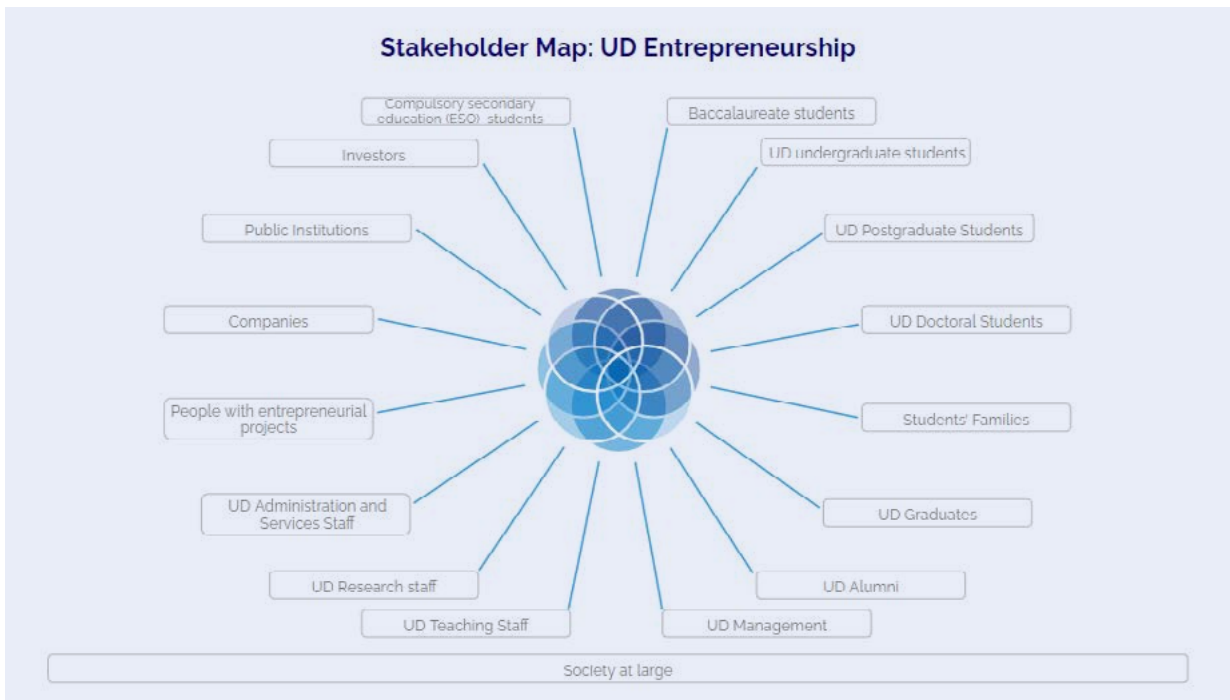 Stakeholder Map: UD Entrepreneurship
Compulsory secondary
education (ESO) students
Baccalaureate students
Investors
UD undergraduate students
Public Institutions
UD Postgraduate Students
Companies
UD Doctoral Students
People with entrepreneurial
projects
Students' Families
UD Administration and
Services Staff
UD Graduates
UD Research staff
UD Alumni
UD Teaching Staff
UD Management
Society at large